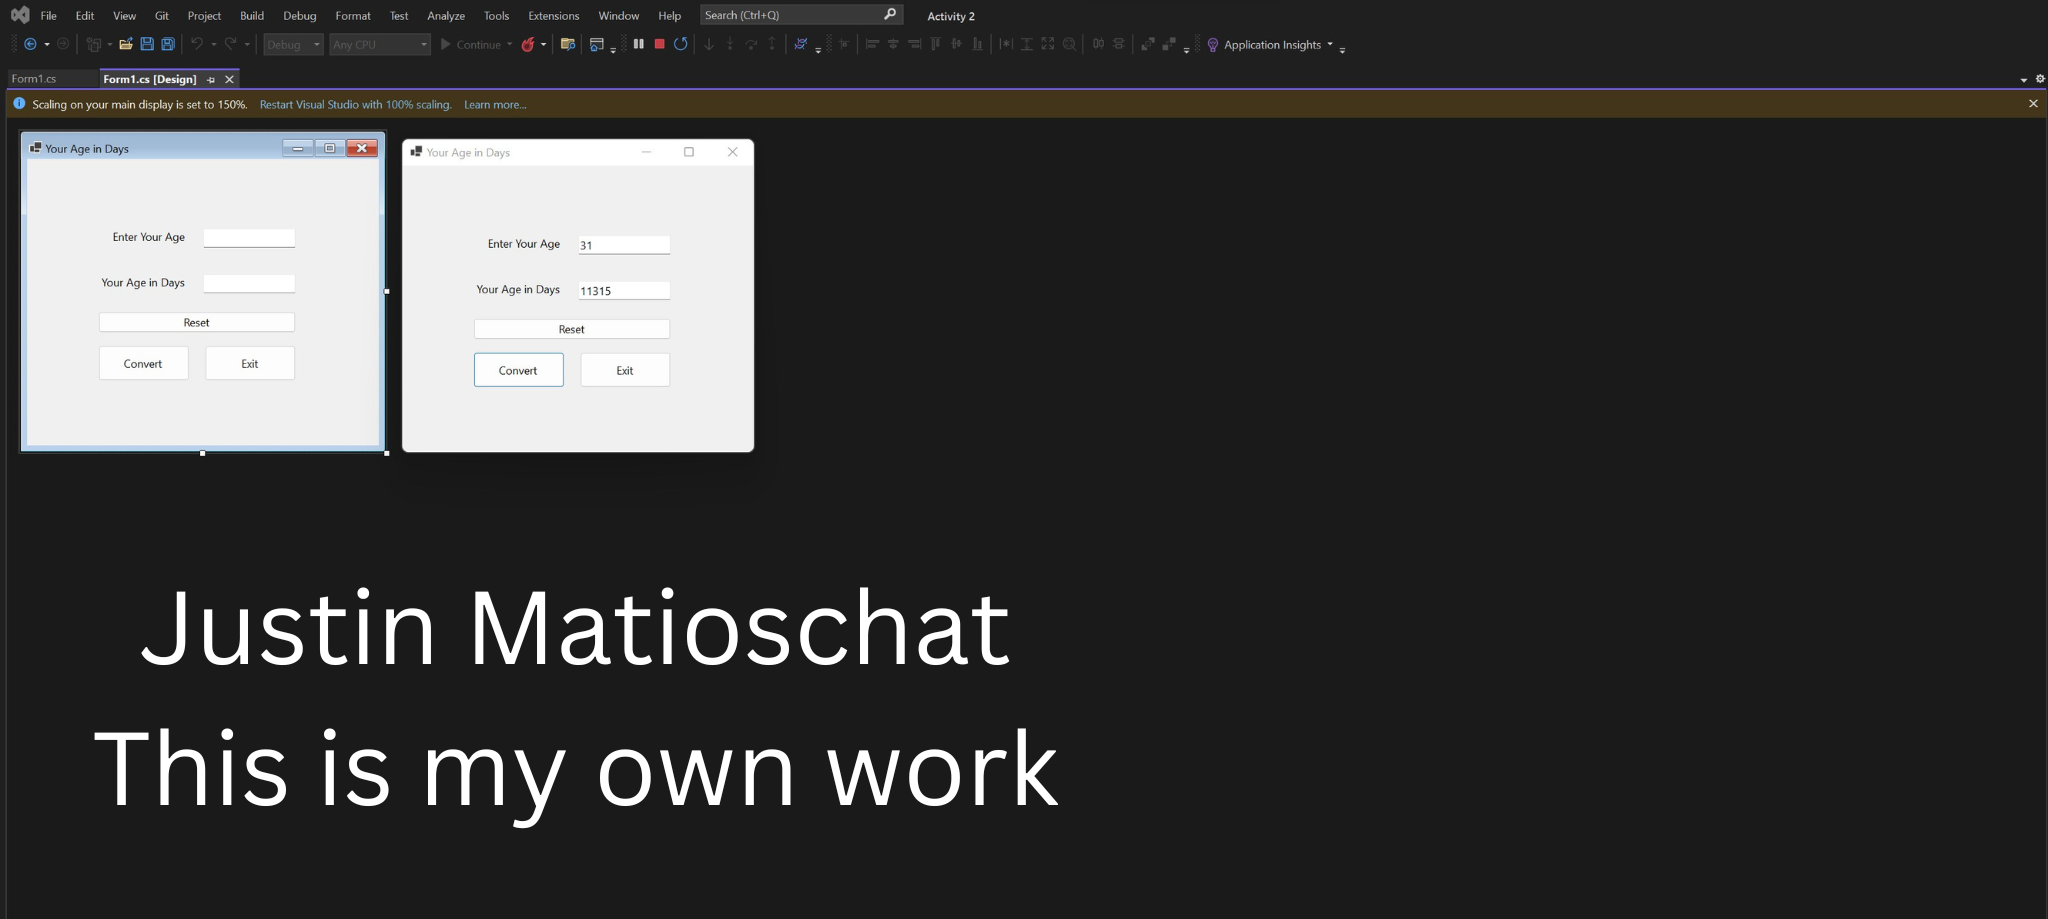 File Edit View Git Project Build Debug Format Test Analyze Tools Extensions Window Help Search (Ctrl+Q) Activity 2
Debug Any CPU Continue Application Insights
Form1.cs Form1.cs [Design]
Scaling on your main display is set to 150%. Restart Visual Studio with 100% scaling. Learn more...
Your Age in Days
Enter Your Age
Your Age in Days
Reset
Convert Exit
Your Age in Days
Enter Your Age 31
Your Age in Days 11315
Reset
Convert Exit
Justin Matioschat
This is my own work